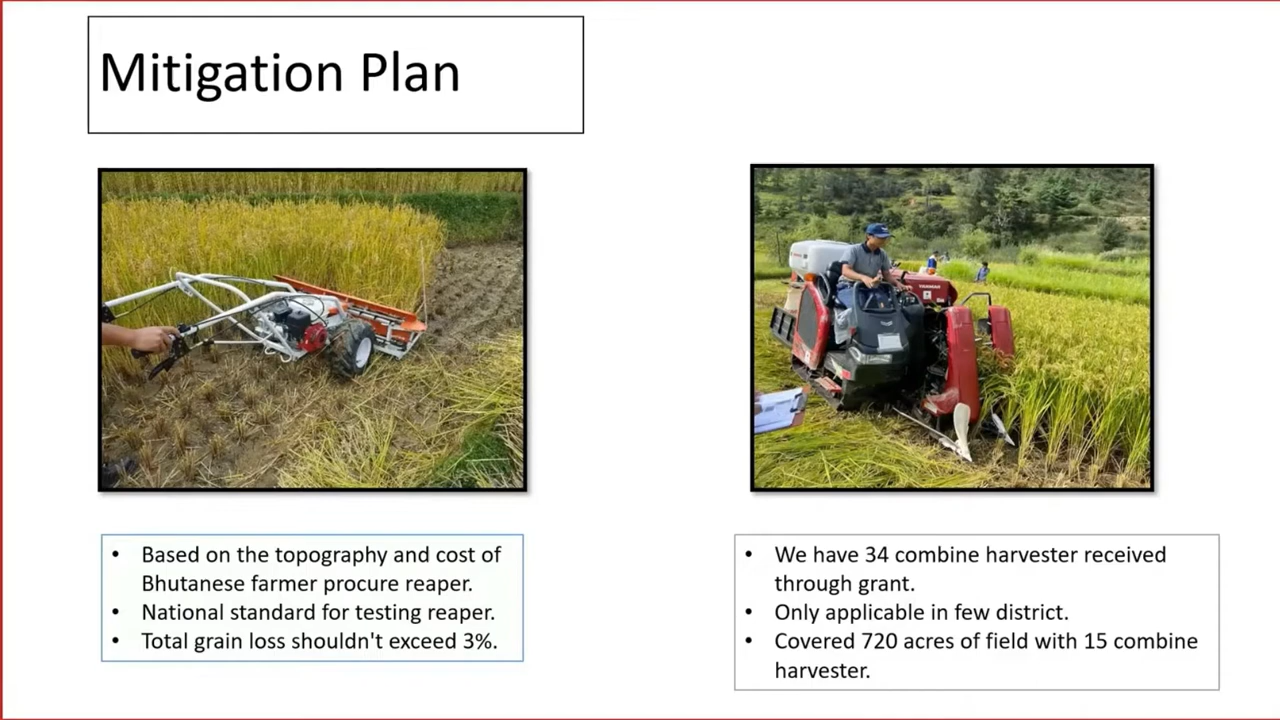 Mitigation Plan
• Based on the topography and cost of
Bhutanese farmer procure reaper.
• National standard for testing reaper.
• Total grain loss shouldn't exceed 3%.
YANMAR
• We have 34 combine harvester received
through grant.
• Only applicable in few district.
• Covered 720 acres of field with 15 combine
harvester.